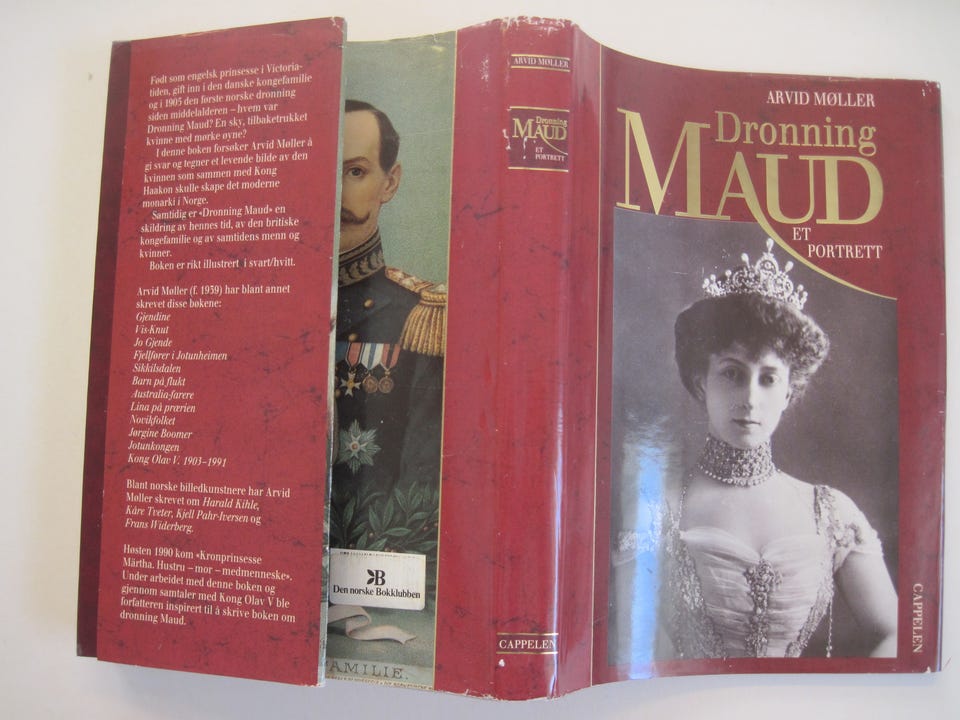 Født som engelsk prinsesse i Victoria-
tiden, gift inn i den danske kongefamilie
og i 1905 den første norske dronning
siden middelalderen – hvem var
Dronning Maud? En sky, tilbaketrukket
kvinne med mørke øyne?
I denne boken forsøker Arvid Møller å
gi svar og tegner et levende bilde av den
kvinnen som sammen med Kong
Haakon skulle skape det moderne
monarki i Norge.
Samtidig er «Dronning Maud» en
skildring av hennes tid, av den britiske
kongefamilie og av samtidens menn og
kvinner.
Boken er rikt illustrert i svart/hvitt.
Arvid Møller (f. 1939) har blant annet
skrevet disse bøkene:
Gjendine
Vis-Knut
Jo Gjende
Fjellfører i Jotunheimen
Sikkilsdalen
Barn på flukt
Australia-farere
Lina på prærien
Novikfolket
Jørgine Boomer
Jotunkongen
Kong Olav V. 1903–1991
Blant norske billedkunstnere har Arvid
Møller skrevet om Harald Kihle,
Kåre Tveter, Kjell Pahr-Iversen og
Frans Widerberg.
Høsten 1990 kom «Kronprinsesse
Märtha. Hustru – mor – medmenneske».
Under arbeidet med denne boken og
gjennom samtaler med Kong Olav V ble
forfatteren inspirert til å skrive boken om
dronning Maud.
B
Den norske Bokklubben
AMILIE.
ARVID MØLLER
Dronning
MAUD
ET
PORTRETT
CAPPELEN
ARVID MØLLER
Dronning
MAUD
ET
PORTRETT
CAPPELEN